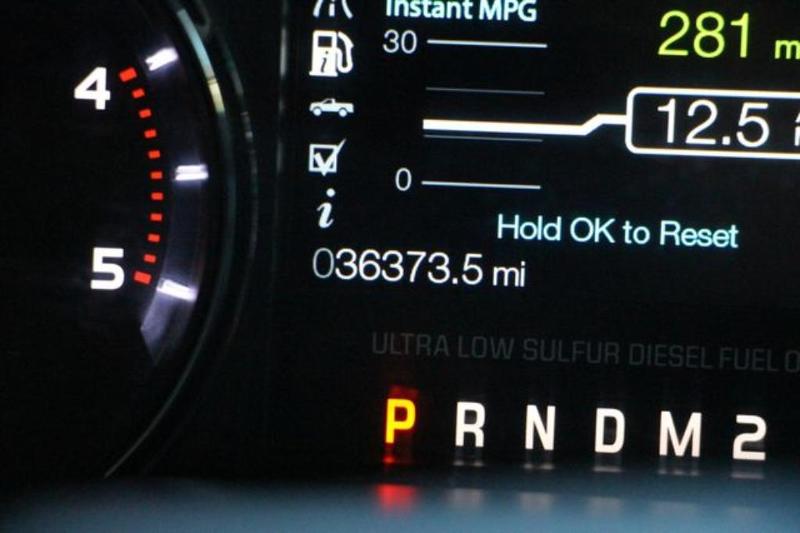 Instant MPG
30
281 m
4
12.5
0
i
Hold OK to Reset
5
036373.5 mi
ULTRA LOW SULFUR DIESEL FUEL O
P R N D M 2